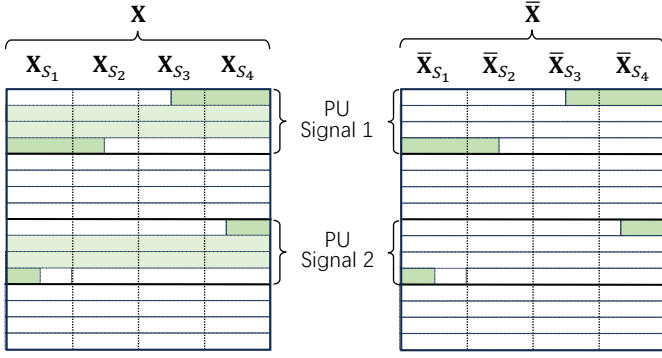 𝐗 𝐗̅
𝐗_{S_1} 𝐗_{S_2} 𝐗_{S_3} 𝐗_{S_4} 𝐗̅_{S_1} 𝐗̅_{S_2} 𝐗̅_{S_3} 𝐗̅_{S_4}
PU
Signal 1
PU
Signal 2